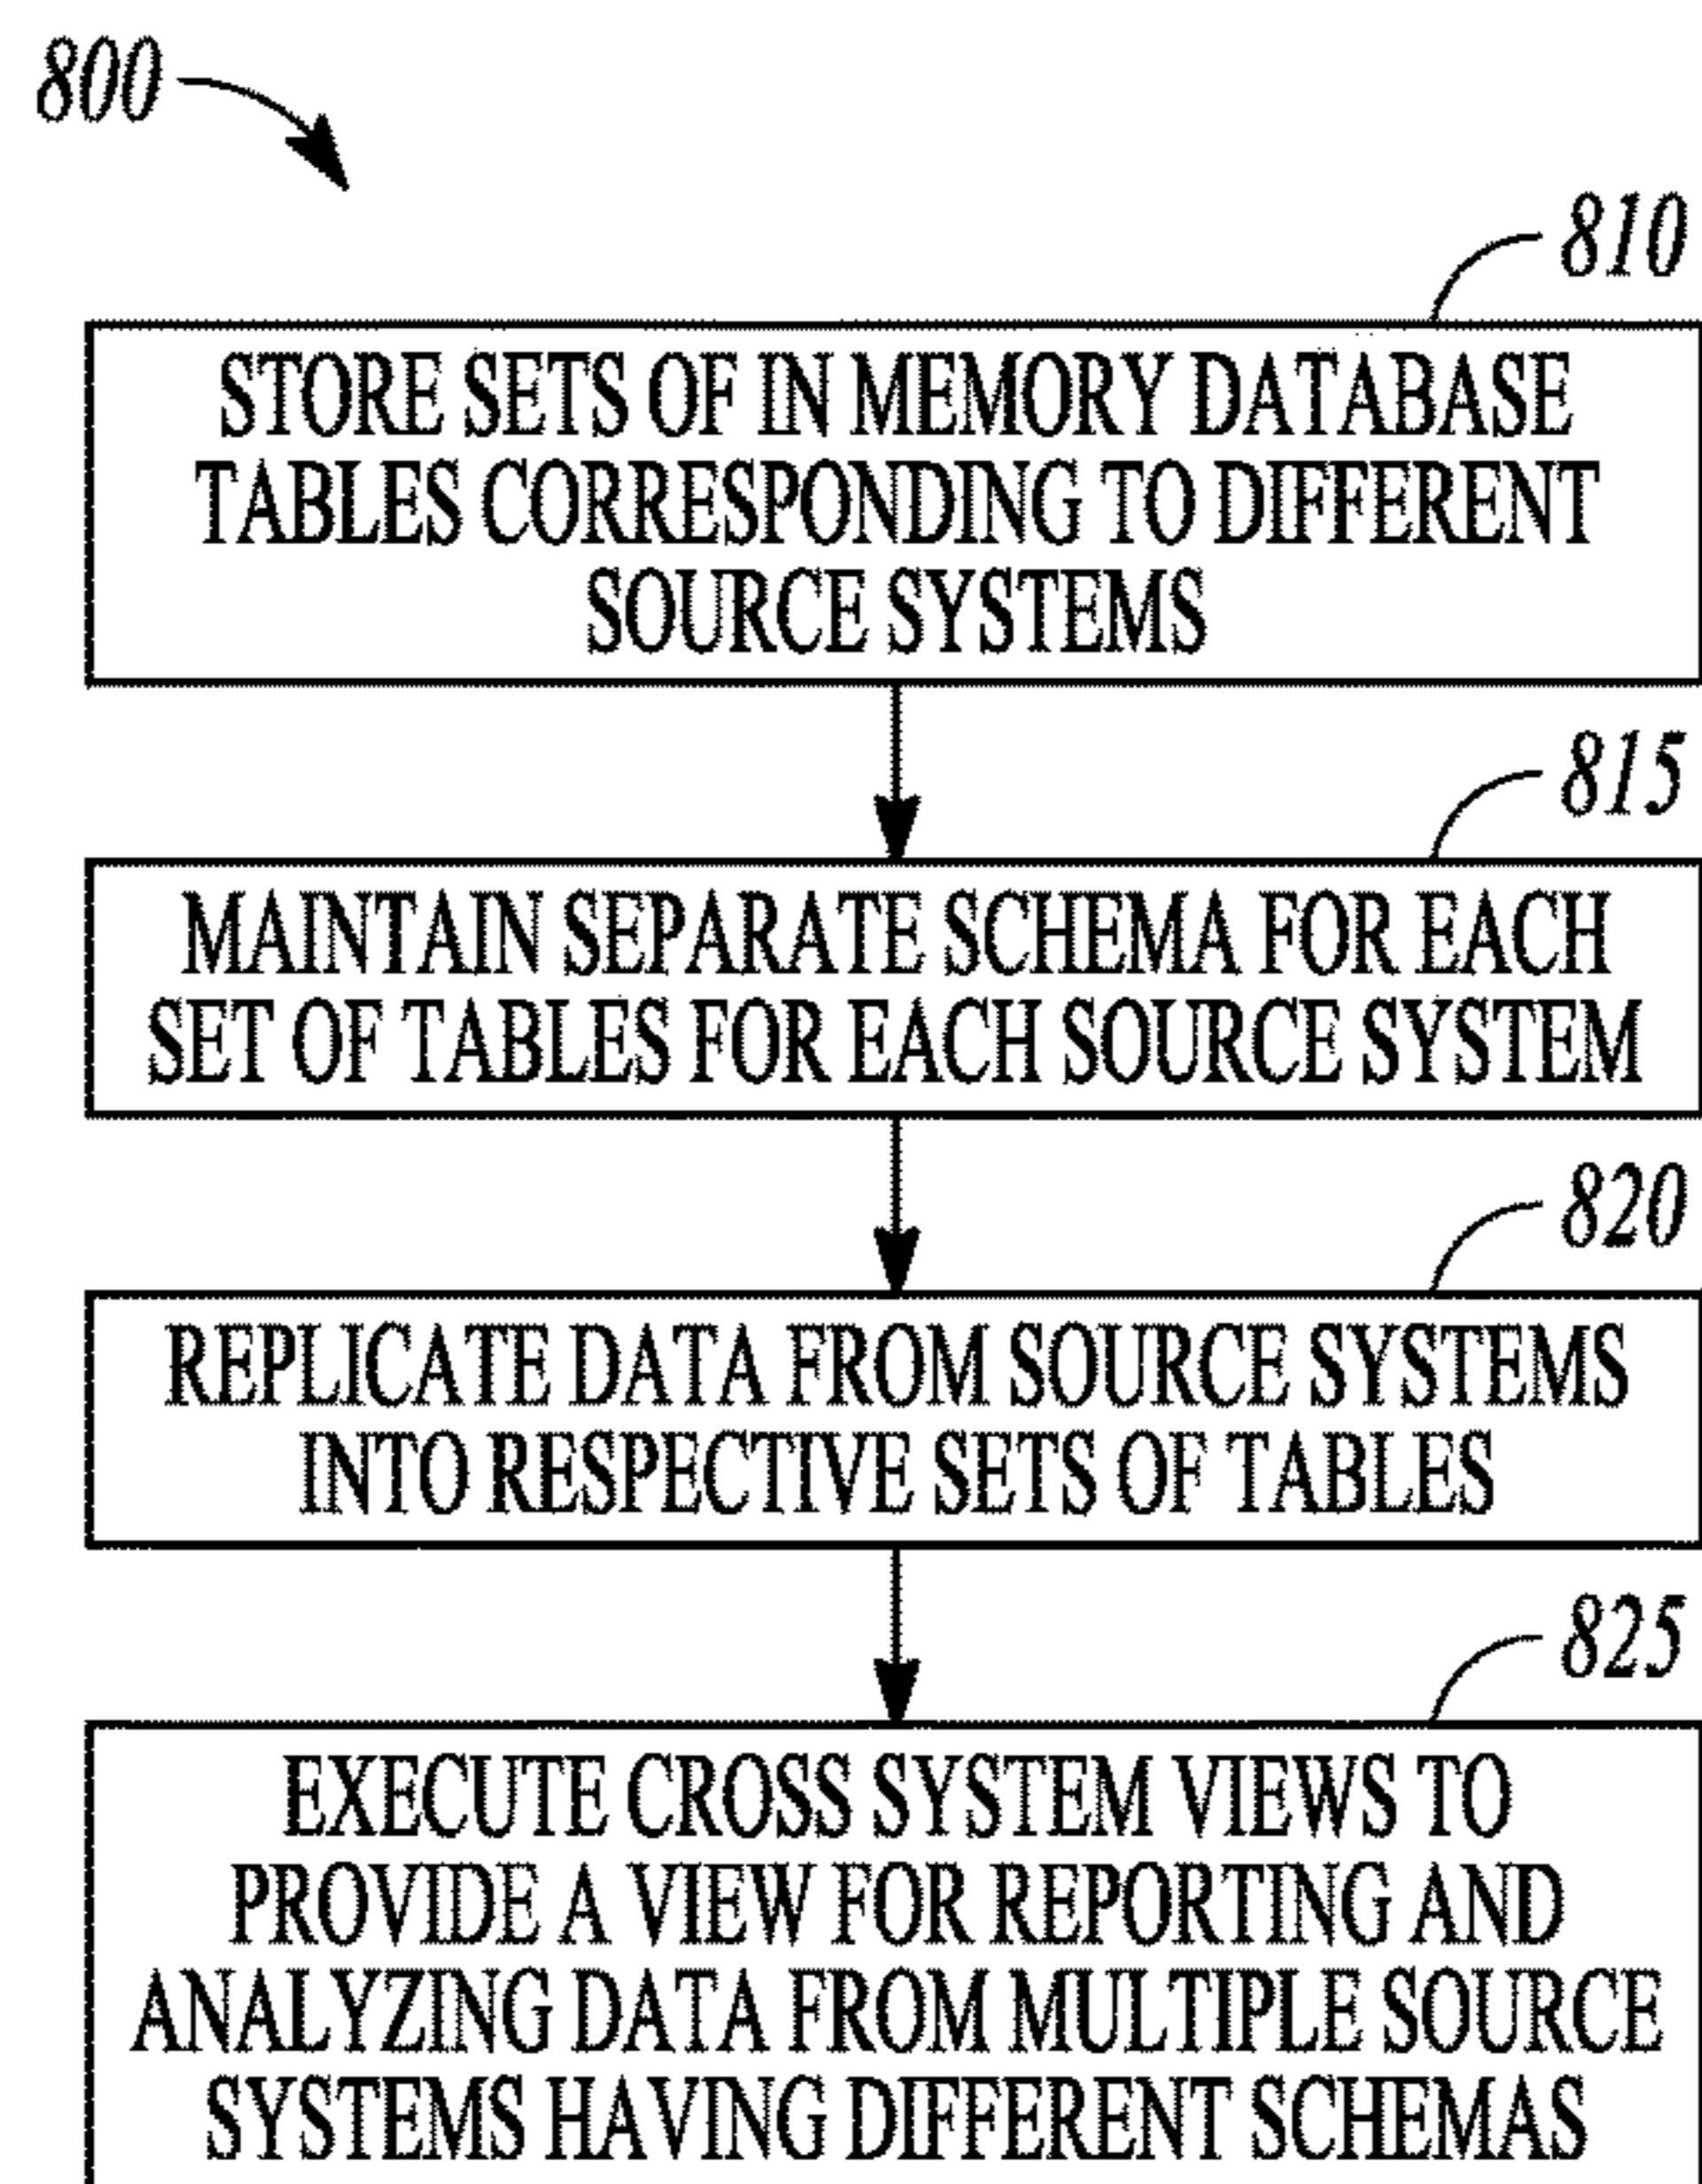 800
810
STORE SETS OF IN MEMORY DATABASE
TABLES CORRESPONDING TO DIFFERENT
SOURCE SYSTEMS
815
MAINTAIN SEPARATE SCHEMA FOR EACH
SET OF TABLES FOR EACH SOURCE SYSTEM
820
REPLICATE DATA FROM SOURCE SYSTEMS
INTO RESPECTIVE SETS OF TABLES
825
EXECUTE CROSS SYSTEM VIEWS TO
PROVIDE A VIEW FOR REPORTING AND
ANALYZING DATA FROM MULTIPLE SOURCE
SYSTEMS HAVING DIFFERENT SCHEMAS